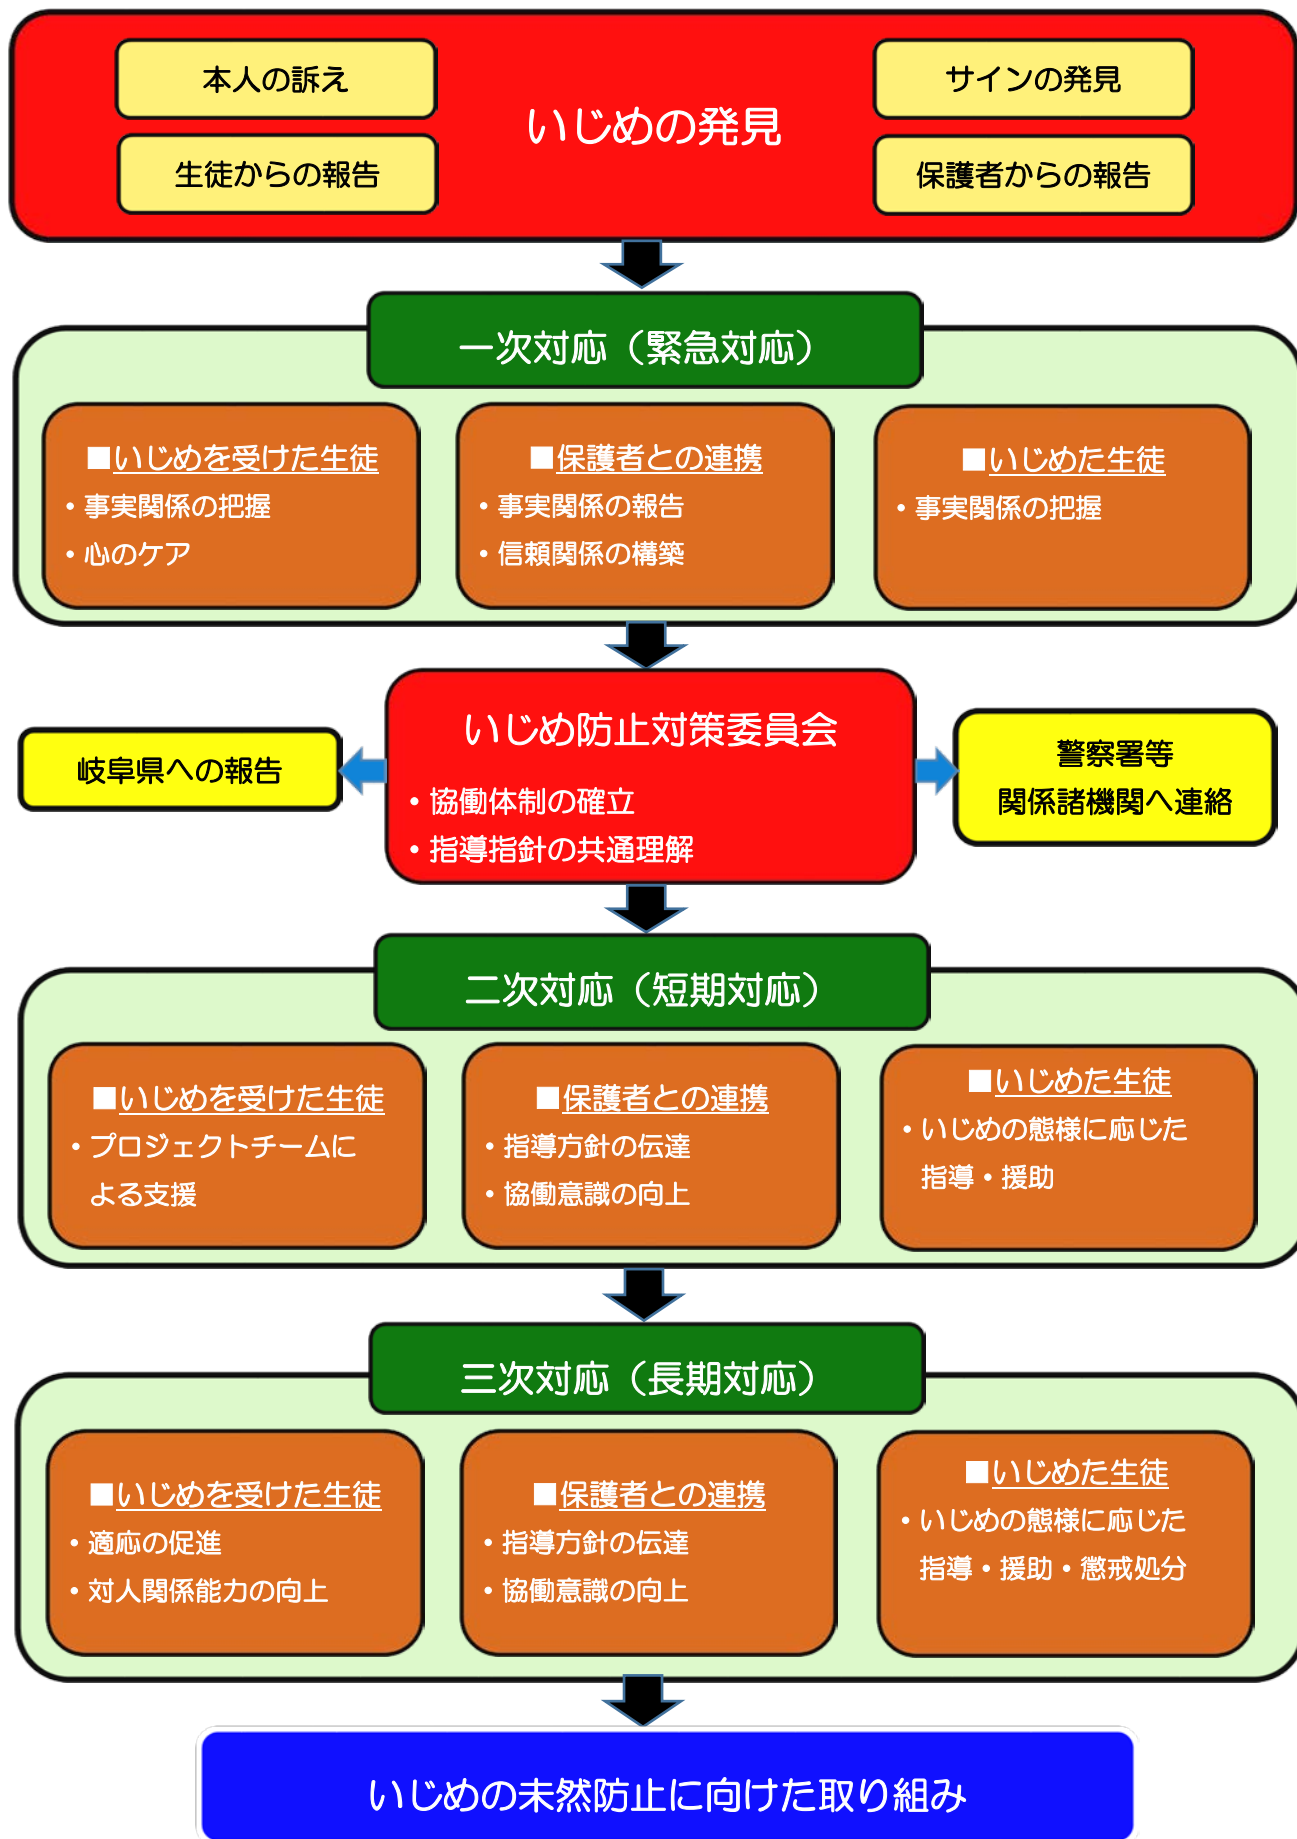 本人の訴え
サインの発見
いじめの発見
生徒からの報告
保護者からの報告
一次対応（緊急対応）
■いじめを受けた生徒
・事実関係の把握
・心のケア
■保護者との連携
・事実関係の報告
・信頼関係の構築
■いじめた生徒
・事実関係の把握
いじめ防止対策委員会
・協働体制の確立
・指導指針の共通理解
岐阜県への報告
警察署等
関係諸機関へ連絡
二次対応（短期対応）
■いじめを受けた生徒
・プロジェクトチームに
よる支援
■保護者との連携
・指導方針の伝達
・協働意識の向上
■いじめた生徒
・いじめの態様に応じた
指導・援助
三次対応（長期対応）
■いじめを受けた生徒
・適応の促進
・対人関係能力の向上
■保護者との連携
・指導方針の伝達
・協働意識の向上
■いじめた生徒
・いじめの態様に応じた
指導・援助・懲戒処分
いじめの未然防止に向けた取り組み